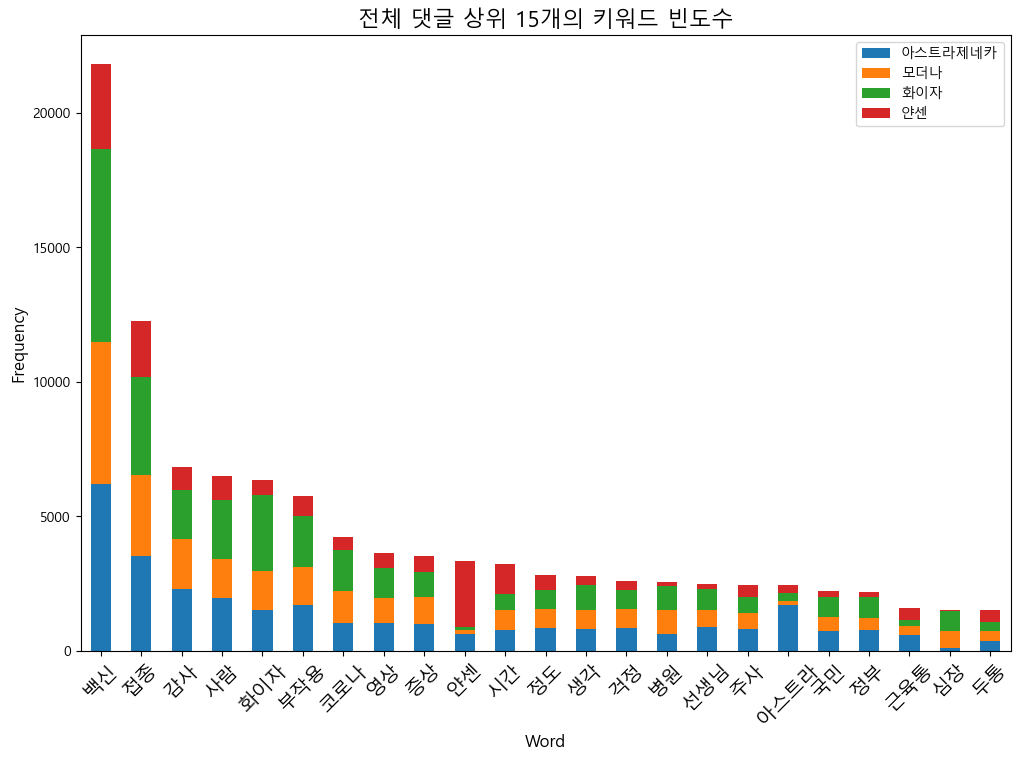 전체 댓글 상위 15개의 키워드 빈도수
아스트라제네카
모더나
화이자
얀센
Frequency
20000
15000
10000
5000
0
백신
접종
감사
사람
화이자
부작용
코로나
영상
증상
얀센
시간
정도
생각
걱정
병원
선생님
주사
아스트라
국민
정부
근육통
심장
두통
Word